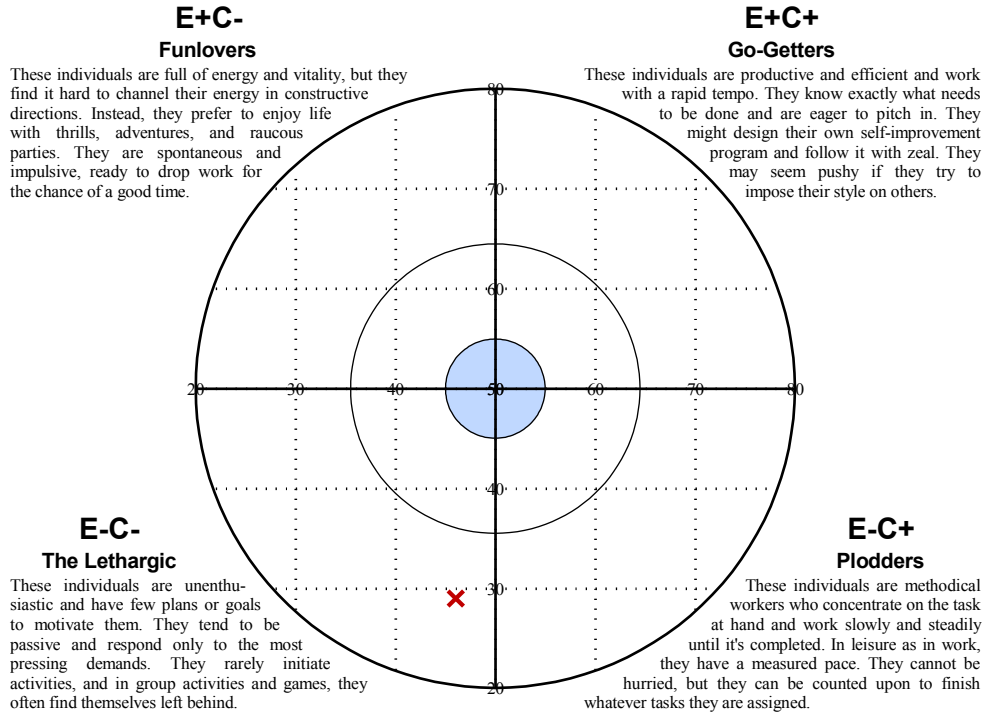 E+C-
Funlovers
These individuals are full of energy and vitality, but they
find it hard to channel their energy in constructive
directions. Instead, they prefer to enjoy life
with thrills, adventures, and raucous
parties. They are spontaneous and
impulsive, ready to drop work for
the chance of a good time.
E+C+
Go-Getters
These individuals are productive and efficient and work
with a rapid tempo. They know exactly what needs
to be done and are eager to pitch in. They
might design their own self-improvement
program and follow it with zeal. They
may seem pushy if they try to
impose their style on others.
80
70
60
20 30 40 50 60 70 80
40
30
20
E-C-
The Lethargic
These individuals are unenthu-
siastic and have few plans or goals
to motivate them. They tend to be
passive and respond only to the most
pressing demands. They rarely initiate
activities, and in group activities and games, they
often find themselves left behind.
E-C+
Plodders
These individuals are methodical
workers who concentrate on the task
at hand and work slowly and steadily
until it's completed. In leisure as in work,
they have a measured pace. They cannot be
hurried, but they can be counted upon to finish
whatever tasks they are assigned.